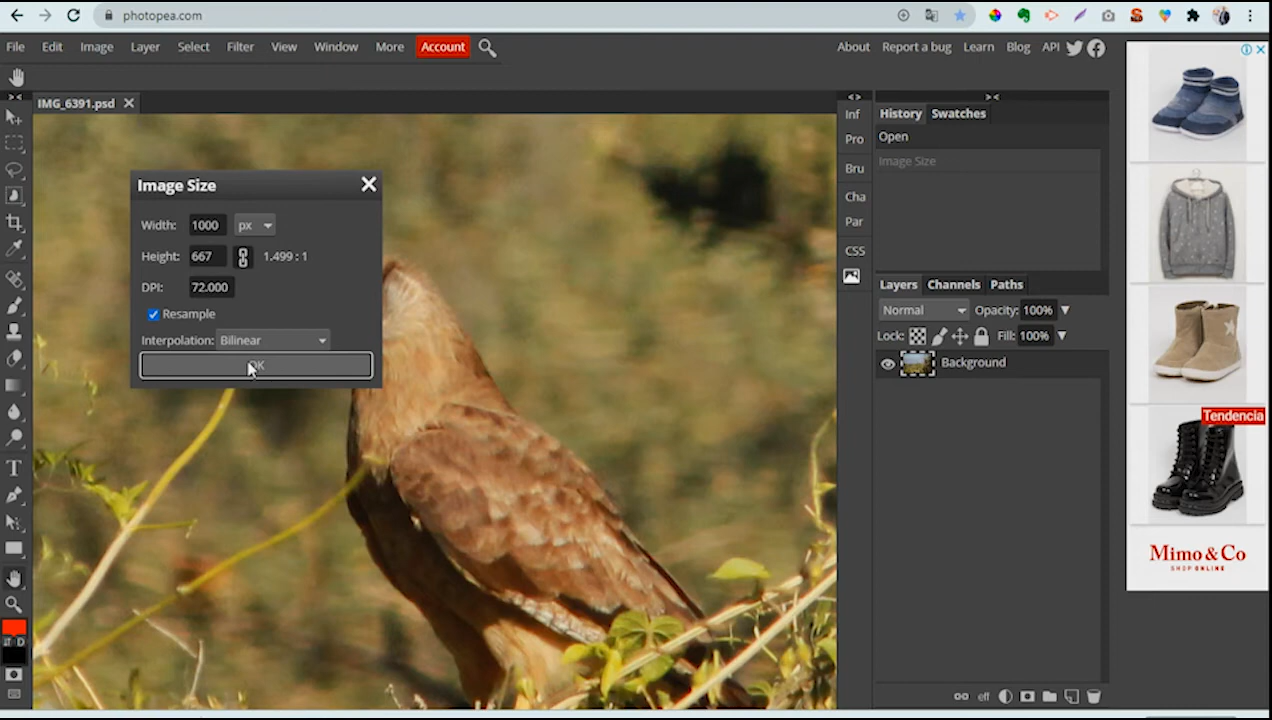 photopea.com
File Edit Image Layer Select Filter View Window More Account About Report a bug Learn Blog API
IMG_6391.psd
Image Size
Width: 1000 px
Height: 667 1.499 : 1
DPI: 72.000
Resample
Interpolation: Bilinear
OK
Inf
Pro
Bru
Cha
Par
CSS
History Swatches
Open
Image Size
Layers Channels Paths
Normal Opacity: 100%
Lock: Fill: 100%
Background
eff
T
D
Tendencia
Mimo & Co
SHOP ONLINE